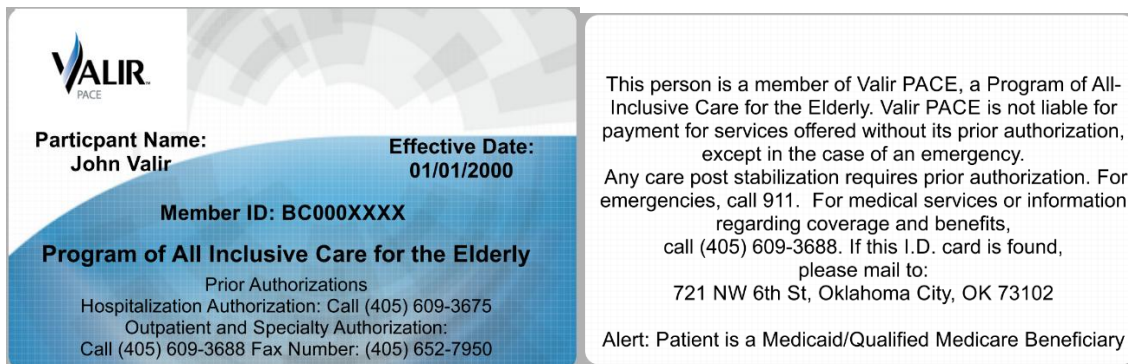 VALIR™
PACE
Particpant Name:
John Valir
Effective Date:
01/01/2000
Member ID: BC000XXXX
Program of All Inclusive Care for the Elderly
Prior Authorizations
Hospitalization Authorization: Call (405) 609-3675
Outpatient and Specialty Authorization:
Call (405) 609-3688 Fax Number: (405) 652-7950
This person is a member of Valir PACE, a Program of All-
Inclusive Care for the Elderly. Valir PACE is not liable for
payment for services offered without its prior authorization,
except in the case of an emergency.
Any care post stabilization requires prior authorization. For
emergencies, call 911. For medical services or information
regarding coverage and benefits,
call (405) 609-3688. If this I.D. card is found,
please mail to:
721 NW 6th St, Oklahoma City, OK 73102
Alert: Patient is a Medicaid/Qualified Medicare Beneficiary